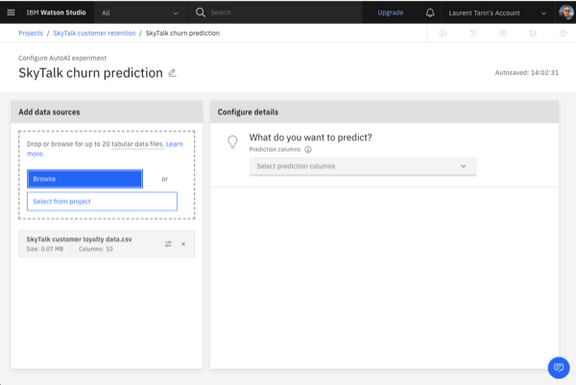 IBM Watson Studio
All
Search
Upgrade
Laurent Tarin's Account
Projects / SkyTalk customer retention / SkyTalk churn prediction
Configure AutoAI experiment
SkyTalk churn prediction
Autosaved: 14:02:31
Add data sources
Drop or browse for up to 20 tabular data files. Learn
more.
Browse
or
Select from project
SkyTalk customer loyalty data.csv
Size: 0.07 MB | Columns: 10
Configure details
What do you want to predict?
Prediction columns
Select prediction columns